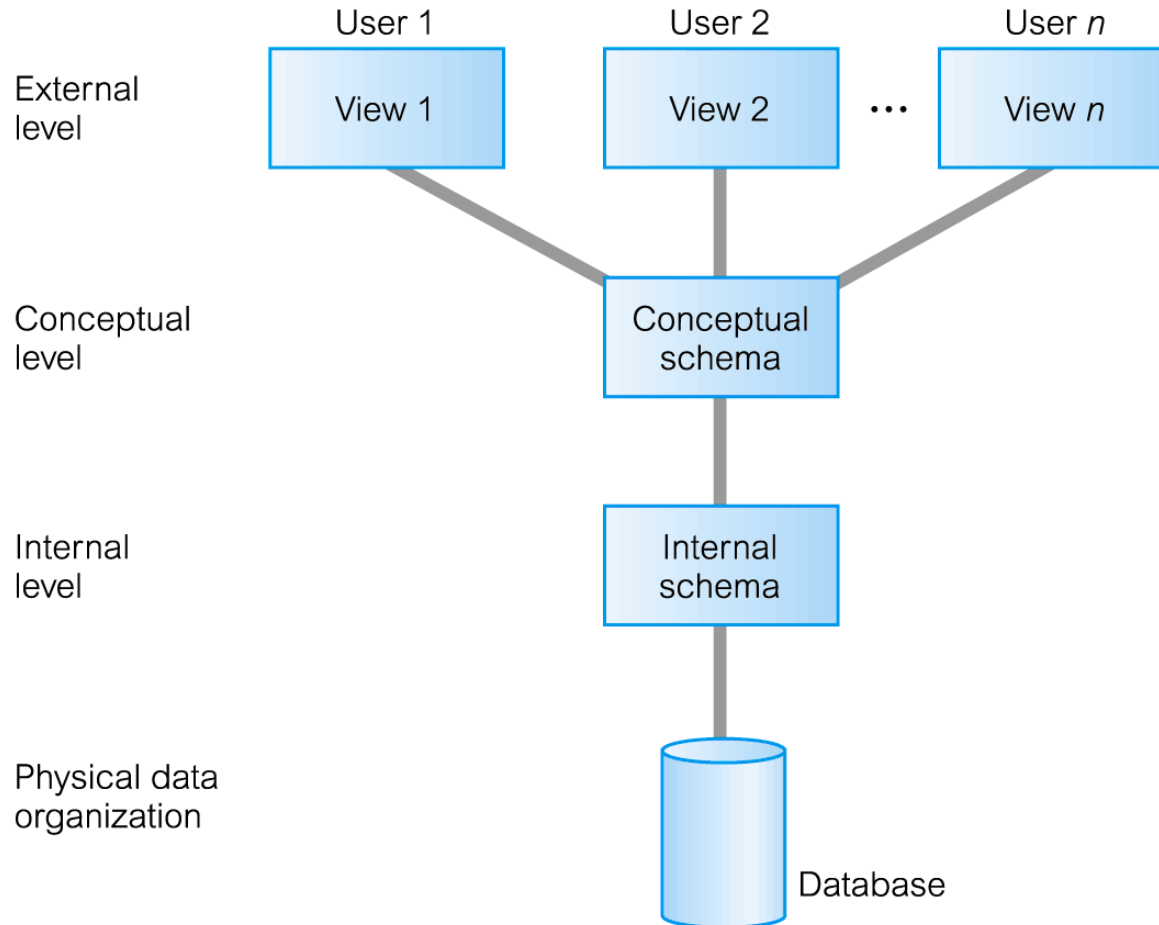 User 1
User 2
User n
External
level
View 1
View 2
...
View n
Conceptual
level
Conceptual
schema
Internal
level
Internal
schema
Physical data
organization
Database